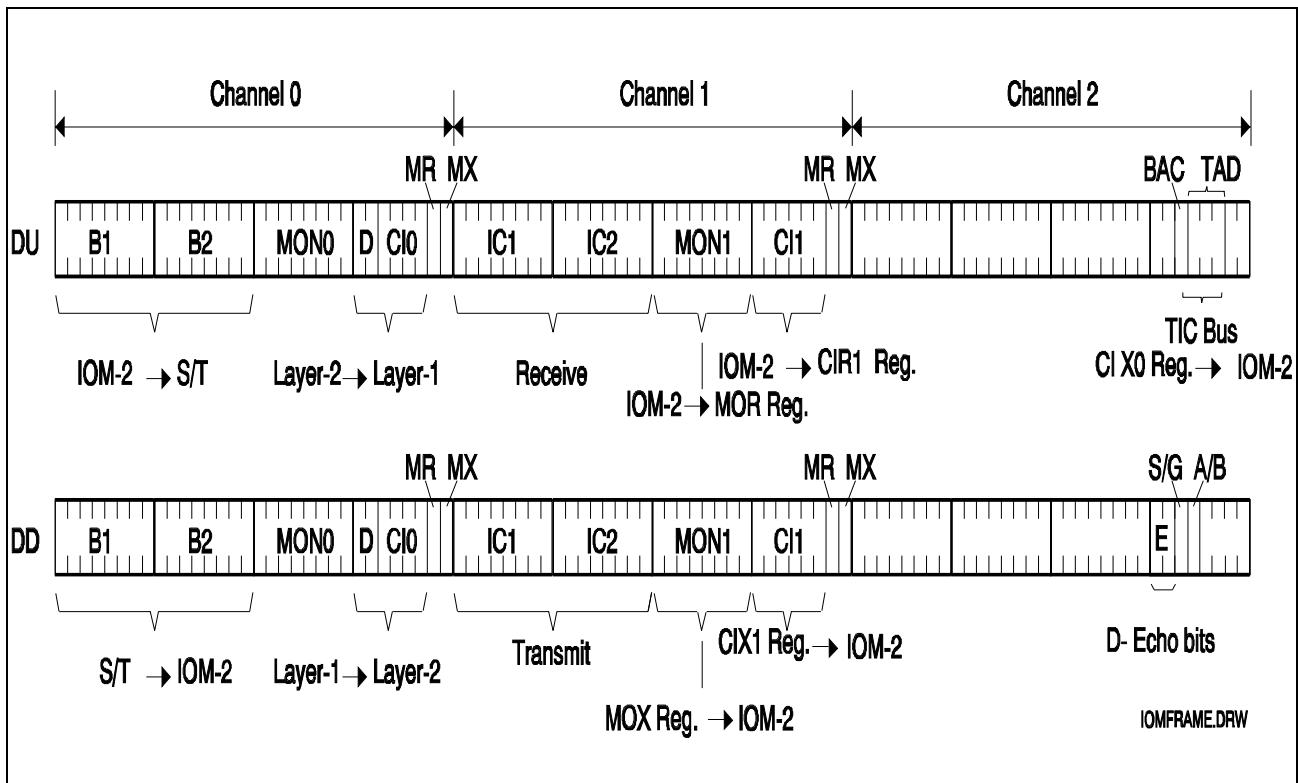 Channel 0 Channel 1 Channel 2
MR MX MR MX BAC TAD
DU B1 B2 MON0 D CI0 IC1 IC2 MON1 CI1
TIC Bus
IOM-2 → S/T Layer-2 → Layer-1 Receive IOM-2 → CIR1 Reg. CI X0 Reg. → IOM-2
IOM-2 → MOR Reg.
MR MX MR MX S/G A/B
DD B1 B2 MON0 D CI0 IC1 IC2 MON1 CI1 E
Transmit CIX1 Reg. → IOM-2 D- Echo bits
S/T → IOM-2 Layer-1 → Layer-2
MOX Reg. → IOM-2 IOMFRAME.DRW